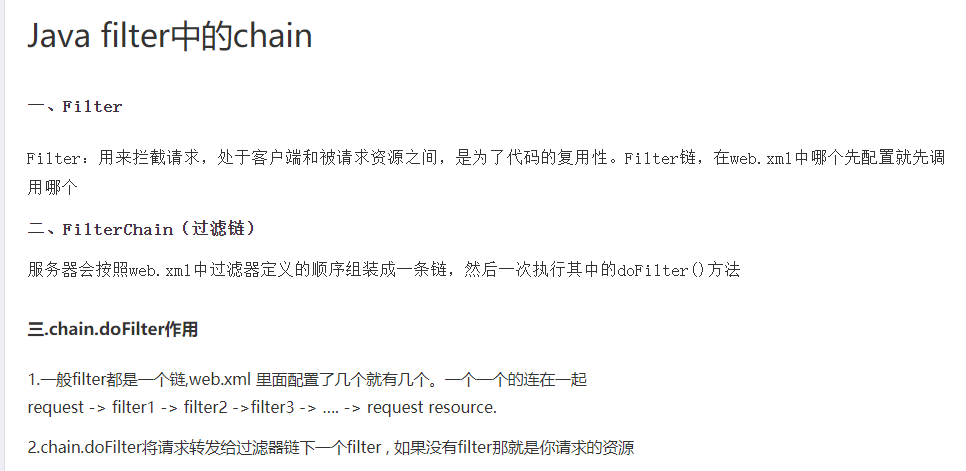 Java filter中的chain
一、Filter
Filter：用来拦截请求，处于客户端和被请求资源之间，是为了代码的复用性。Filter链，在web.xml中哪个先配置就先调
用哪个
二、FilterChain（过滤链）
服务器会按照web.xml中过滤器定义的顺序组装成一条链，然后一次执行其中的doFilter()方法
三.chain.doFilter作用
1.一般filter都是一个链,web.xml 里面配置了几个就有几个。一个一个的连在一起
request -> filter1 -> filter2 ->filter3 -> .... -> request resource.
2.chain.doFilter将请求转发给过滤器链下一个filter , 如果没有filter那就是你请求的资源